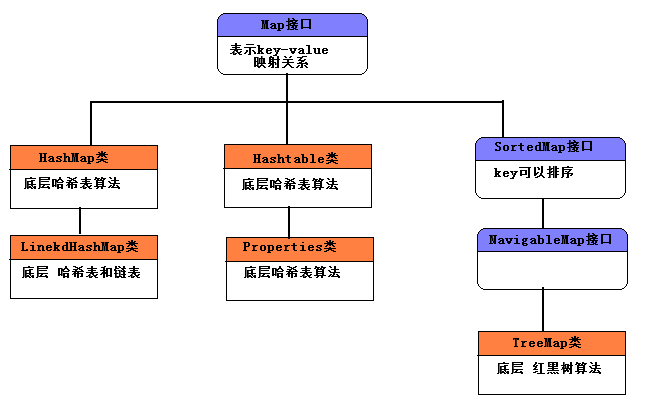 Map接口
表示key-value
映射关系
HashMap类
底层哈希表算法
Hashtable类
底层哈希表算法
SortedMap接口
key可以排序
LinekdHashMap类
底层 哈希表和链表
Properties类
底层哈希表算法
NavigableMap接口
TreeMap类
底层 红黑树算法